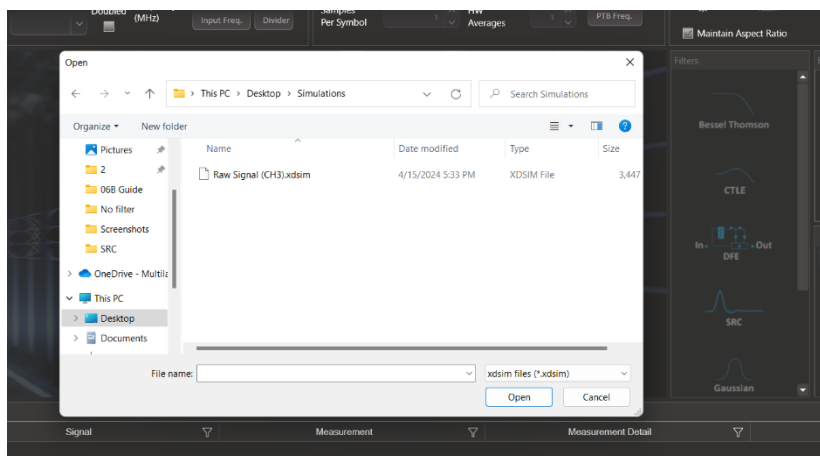 Doubled
(MHz)
Input Freq.
Divider
Samples
Per Symbol
1
HW
Averages
1
PTB Freq.
Maintain Aspect Ratio
Open
This PC > Desktop > Simulations
Search Simulations
Organize
New folder
Name
Date modified
Type
Size
Pictures
2
06B Guide
No filter
Screenshots
SRC
OneDrive - Multila
This PC
Desktop
Documents
Raw Signal (CH3).xdsim
4/15/2024 5:33 PM
XDSIM File
3,447
File name:
xdsim files (*.xdsim)
Open
Cancel
Filters
Bessel Thomson
CTLE
In
Out
DFE
SRC
Gaussian
Signal
Measurement
Measurement Detail